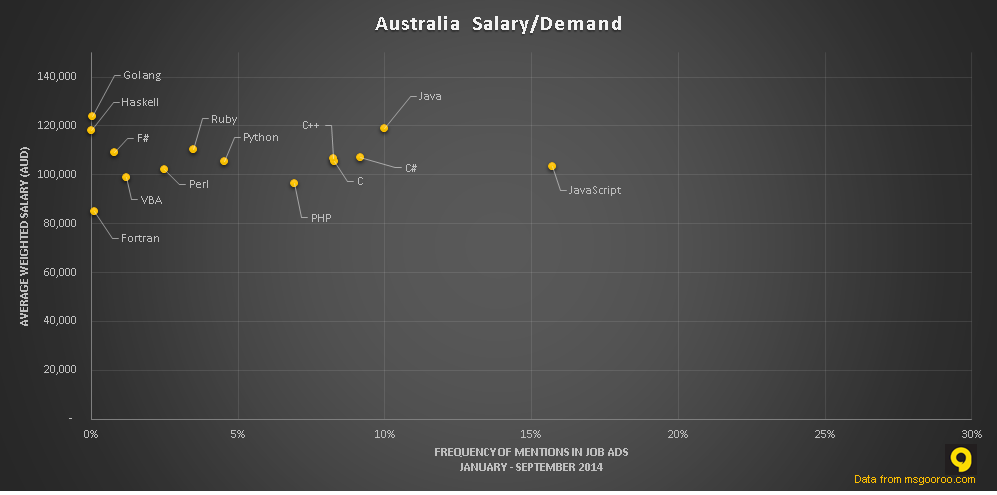 Australia Salary/Demand
AVERAGE WEIGHTED SALARY (AUD)
140,000
120,000
100,000
80,000
60,000
40,000
20,000
-
Golang
Haskell
F#
Ruby
Python
VBA
Perl
Fortran
C++
C
PHP
Java
C#
JavaScript
0%
5%
10%
15%
20%
25%
30%
FREQUENCY OF MENTIONS IN JOB ADS
JANUARY - SEPTEMBER 2014
Data from msgooroo.com